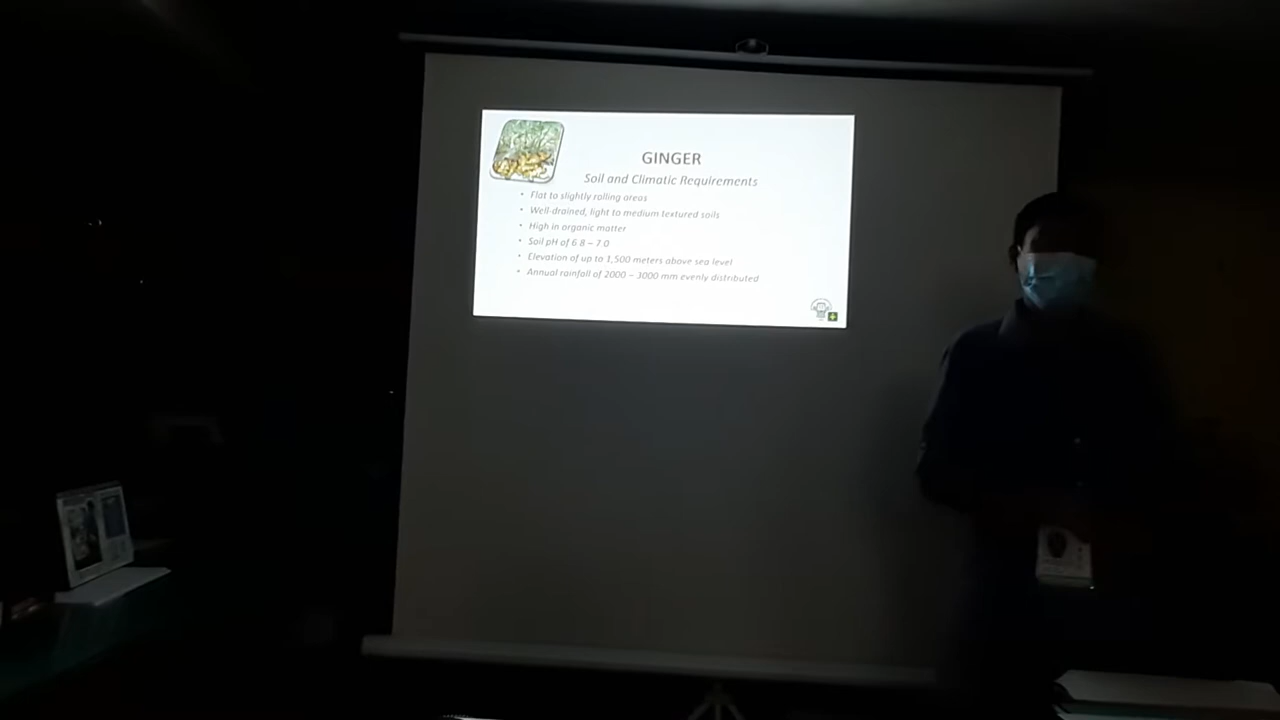 GINGER
Soil and Climatic Requirements
• Flat to slightly rolling areas
• Well-drained, light to medium textured soils
• High in organic matter
• Soil pH of 6.8 – 7.0
• Elevation of up to 1,500 meters above sea level
• Annual rainfall of 2000 – 3000 mm evenly distributed